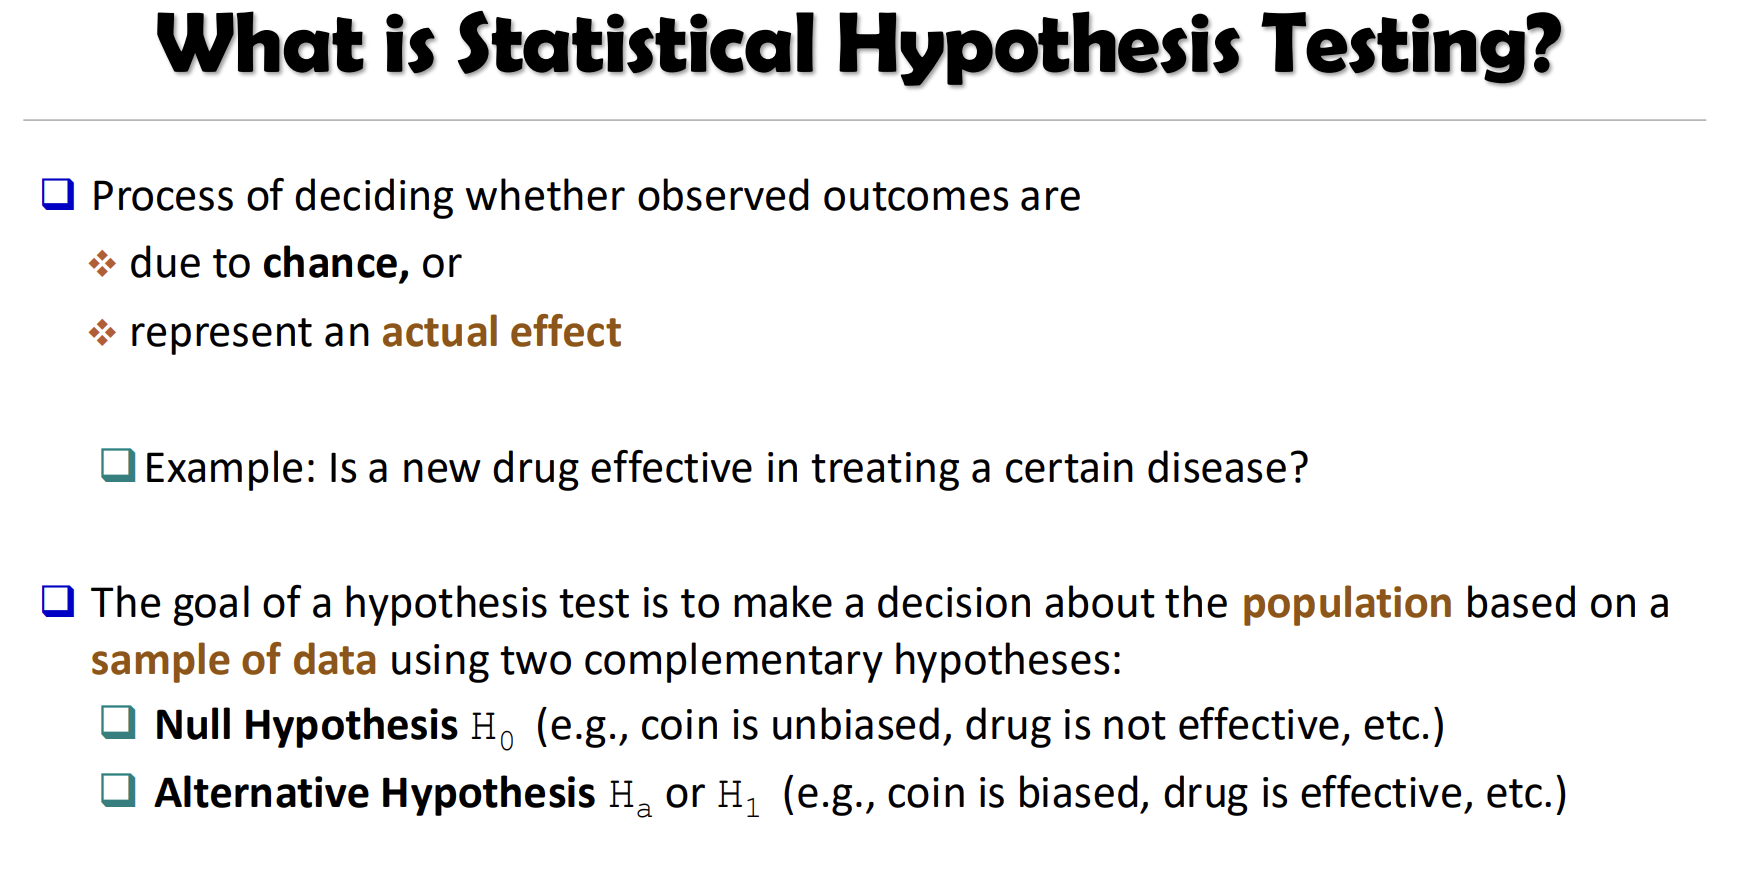 What is Statistical Hypothesis Testing?
Process of deciding whether observed outcomes are
due to chance, or
represent an actual effect
Example: Is a new drug effective in treating a certain disease?
The goal of a hypothesis test is to make a decision about the population based on a
sample of data using two complementary hypotheses:
Null Hypothesis H₀ (e.g., coin is unbiased, drug is not effective, etc.)
Alternative Hypothesis Hₐ or H₁ (e.g., coin is biased, drug is effective, etc.)